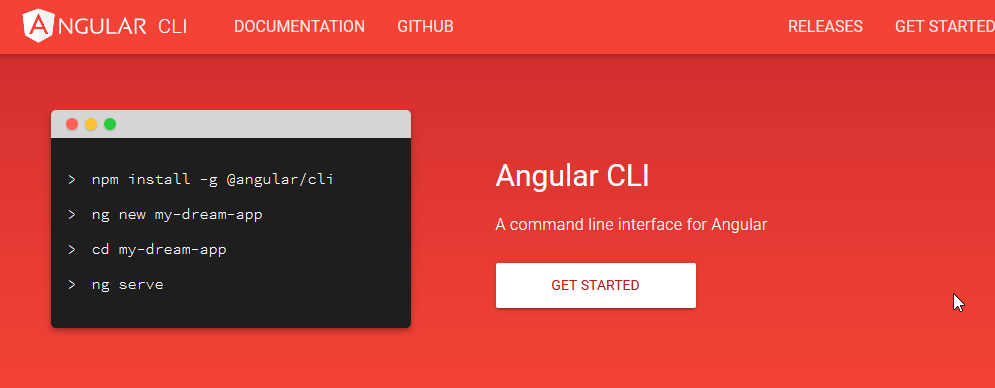 ANGULAR CLI DOCUMENTATION GITHUB RELEASES GET STARTED
> npm install -g @angular/cli
> ng new my-dream-app
> cd my-dream-app
> ng serve
Angular CLI
A command line interface for Angular
GET STARTED